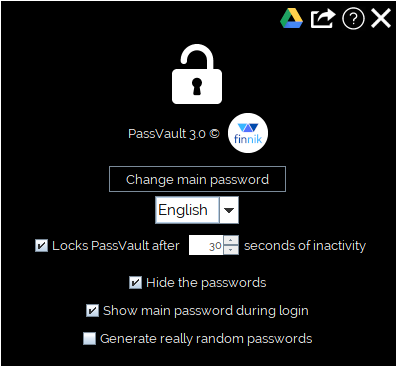 ?
PassVault 3.0 © finnik
Change main password
English
Locks PassVault after 30 seconds of inactivity
Hide the passwords
Show main password during login
Generate really random passwords